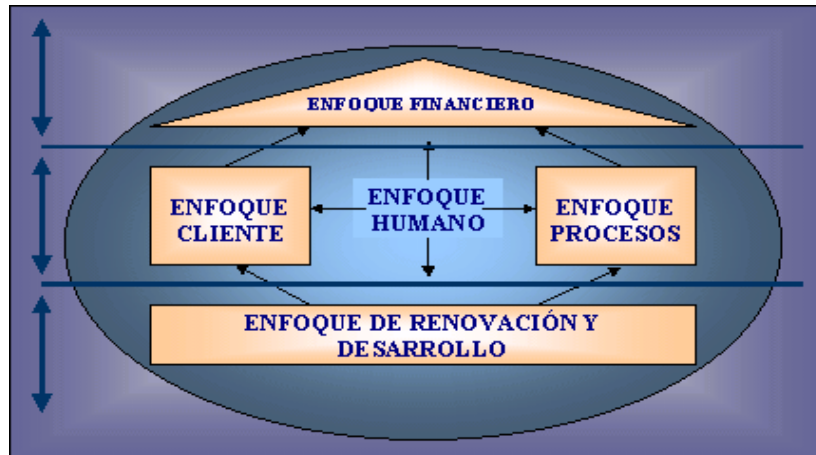 ENFOQUE FINANCIERO
ENFOQUE
CLIENTE
ENFOQUE
HUMANO
ENFOQUE
PROCESOS
ENFOQUE DE RENOVACIÓN Y
DESARROLLO